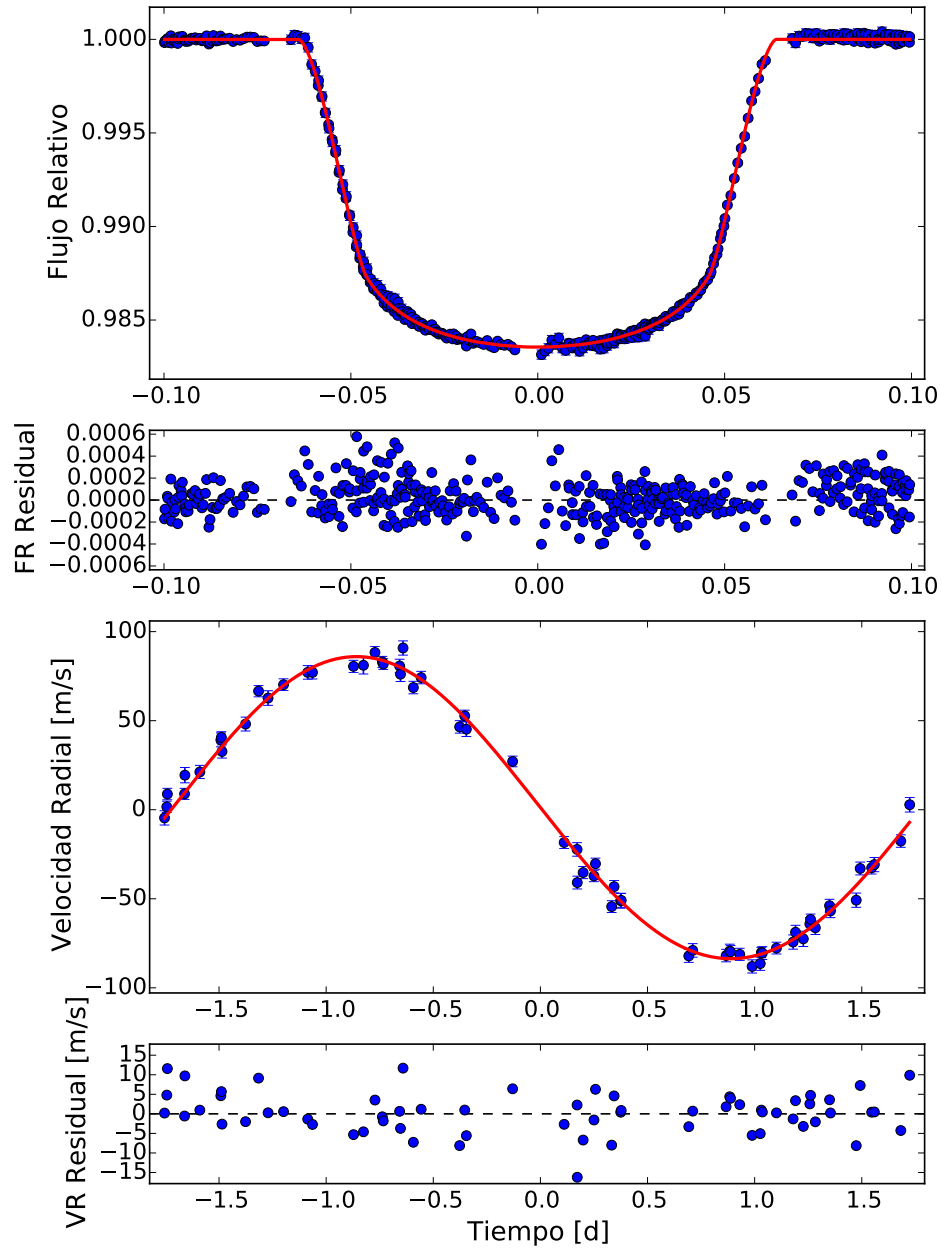 Flujo Relativo
1.000
0.995
0.990
0.985
−0.10 −0.05 0.00 0.05 0.10
FR Residual
0.0006
0.0004
0.0002
0.0000
−0.0002
−0.0004
−0.0006
−0.10 −0.05 0.00 0.05 0.10
Velocidad Radial [m/s]
100
50
0
−50
−100
−1.5 −1.0 −0.5 0.0 0.5 1.0 1.5
VR Residual [m/s]
15
10
5
0
−5
−10
−15
−1.5 −1.0 −0.5 0.0 0.5 1.0 1.5
Tiempo [d]